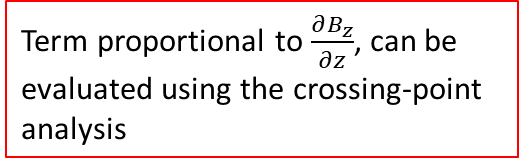 Term proportional to ∂B_Z/∂z, can be
evaluated using the crossing-point
analysis